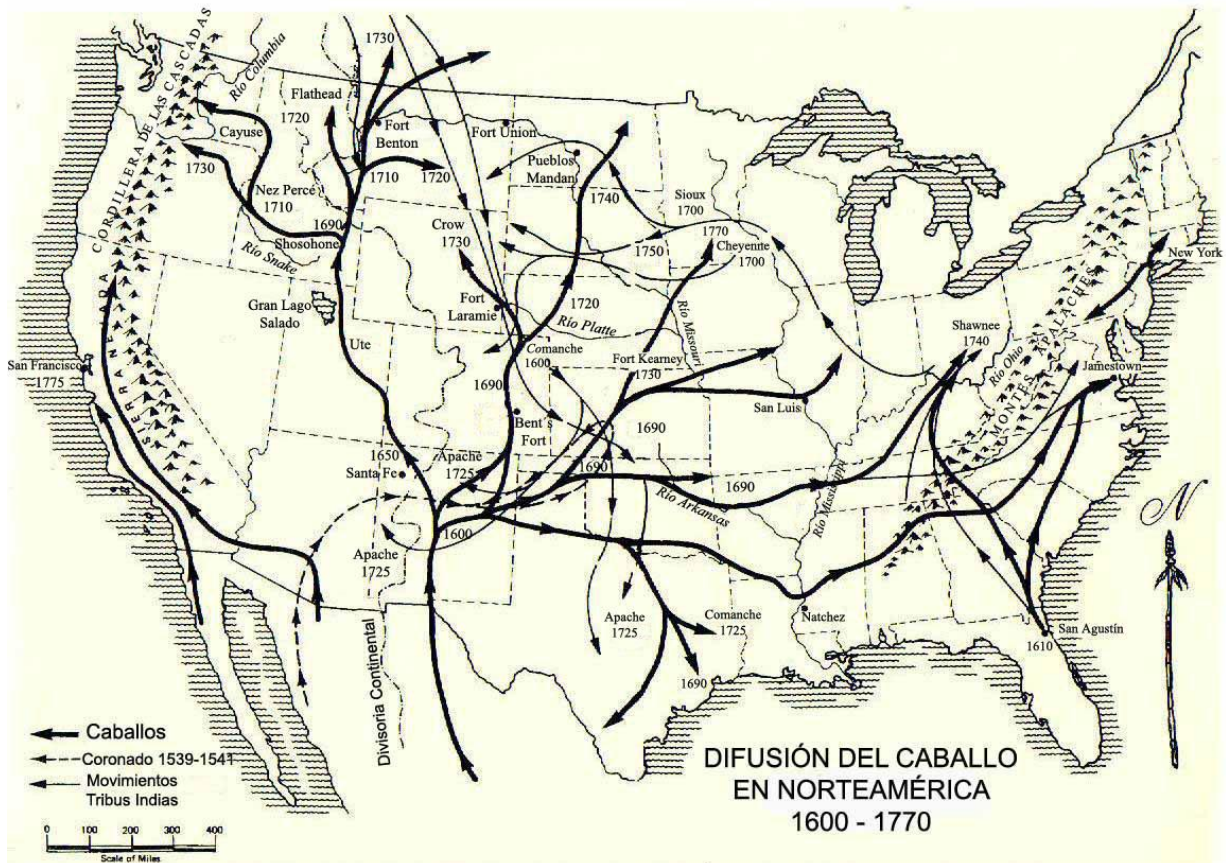 1730
Río Columbia
CORDILLERA DE LAS CASCADAS
Flathead
1720
Cayuse
Fort
Benton
Fort Union
Pueblos
Mandan
1730
1710
1720
Nez Percé
1710
1740
Sioux
1700
1690
Shosohone
Río Snake
Crow
1730
1770
Cheyenne
1700
1750
New York
SIERRA NEVADA
Gran Lago
Salado
Fort
Laramie
1720
Río Platte
Río Missouri
Shawnee
1740
Río Ohio
MONTES APALACHES
Ute
Comanche
1600
Fort Kearney
1730
San Francisco
1775
Jamestown
1690
San Luis
Bent's
Fort
1690
1650
Santa Fe
Apache
1725
1690
1690
Río Arkansas
Río Mississippi
1600
Apache
1725
Apache
1725
Comanche
1725
Natchez
San Agustín
1610
N
1690
Divisoria Continental
Caballos
Coronado 1539-1541
Movimientos
Tribus Indias
DIFUSIÓN DEL CABALLO
EN NORTEAMÉRICA
1600 - 1770
0 100 200 300 400
Scale of Miles